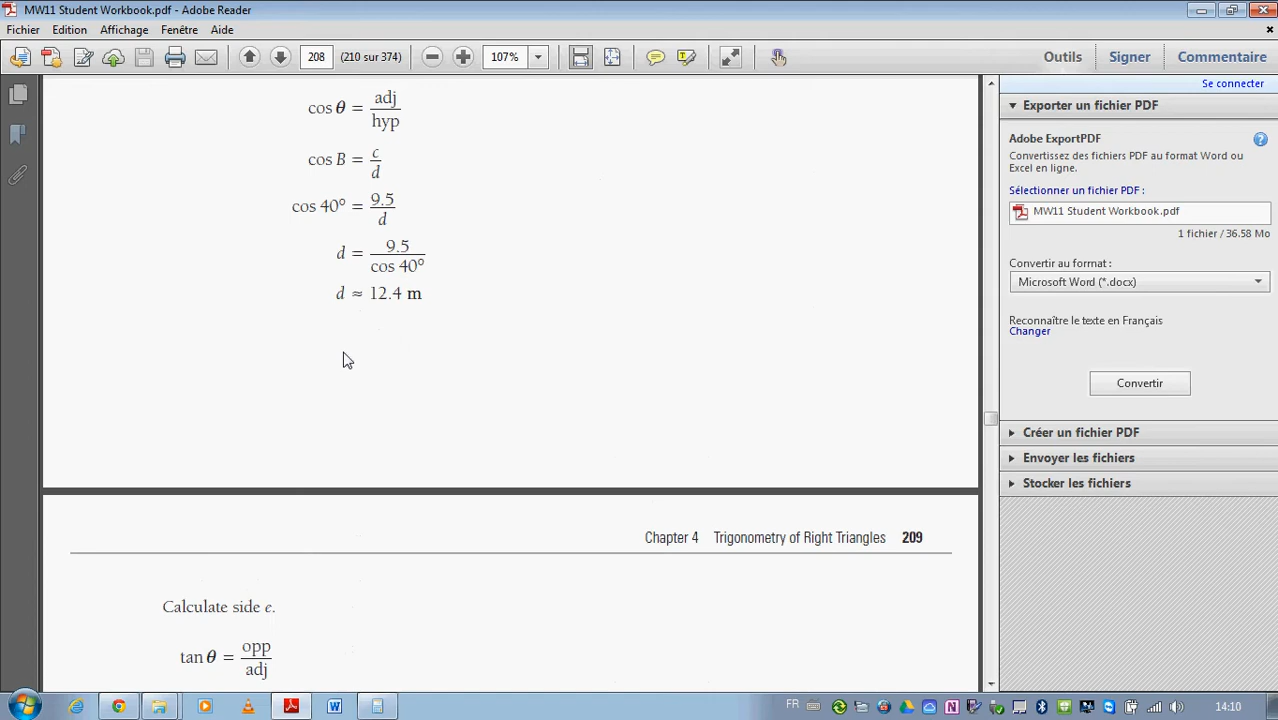 MW11 Student Workbook.pdf - Adobe Reader
Fichier Edition Affichage Fenêtre Aide
208 (210 sur 374) 107% Outils Signer Commentaire
cos θ = adj / hyp
cos B = c / d
cos 40° = 9.5 / d
d = 9.5 / cos 40°
d ≈ 12.4 m
Chapter 4 Trigonometry of Right Triangles 209
Calculate side e.
tan θ = opp / adj
Se connecter
Exporter un fichier PDF
Adobe ExportPDF
Convertissez des fichiers PDF au format Word ou
Excel en ligne.
Sélectionner un fichier PDF :
MW11 Student Workbook.pdf
1 fichier / 36.58 Mo
Convertir au format :
Microsoft Word (*.docx)
Reconnaître le texte en Français
Changer
Convertir
Créer un fichier PDF
Envoyer les fichiers
Stocker les fichiers
FR 14:10